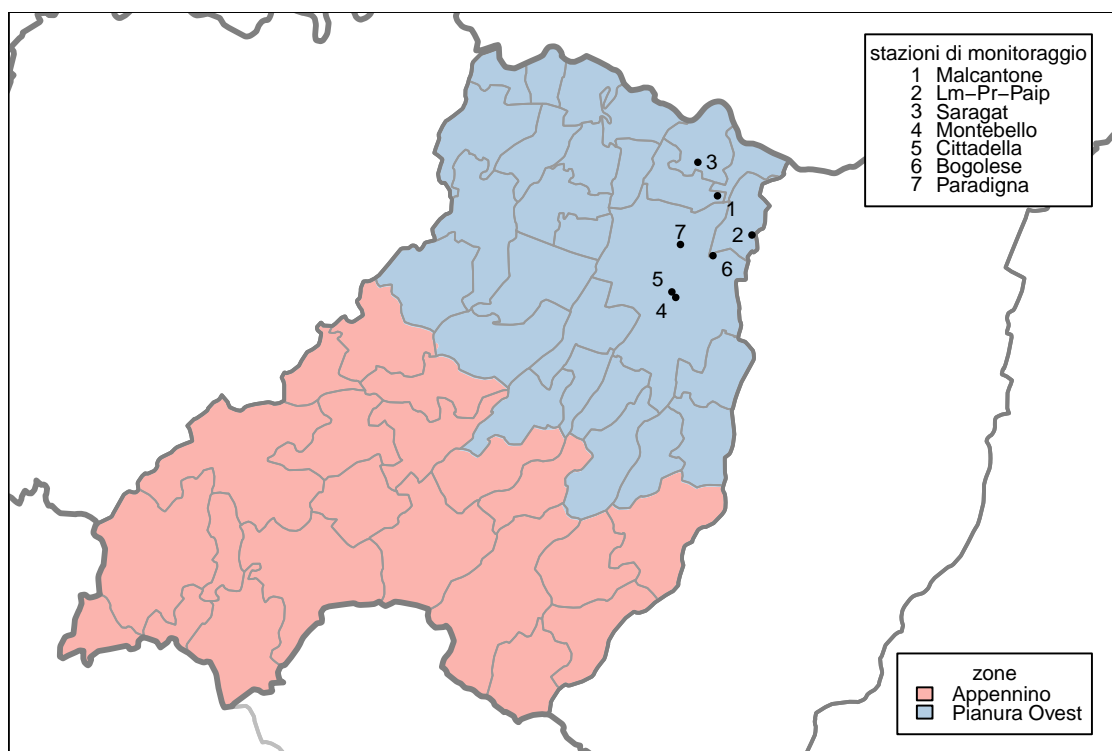 stazioni di monitoraggio
1 Malcantone
2 Lm−Pr−Paip
3 Saragat
4 Montebello
5 Cittadella
6 Bogolese
7 Paradigna
3
1
2
7
6
5
4
zone
Appennino
Pianura Ovest